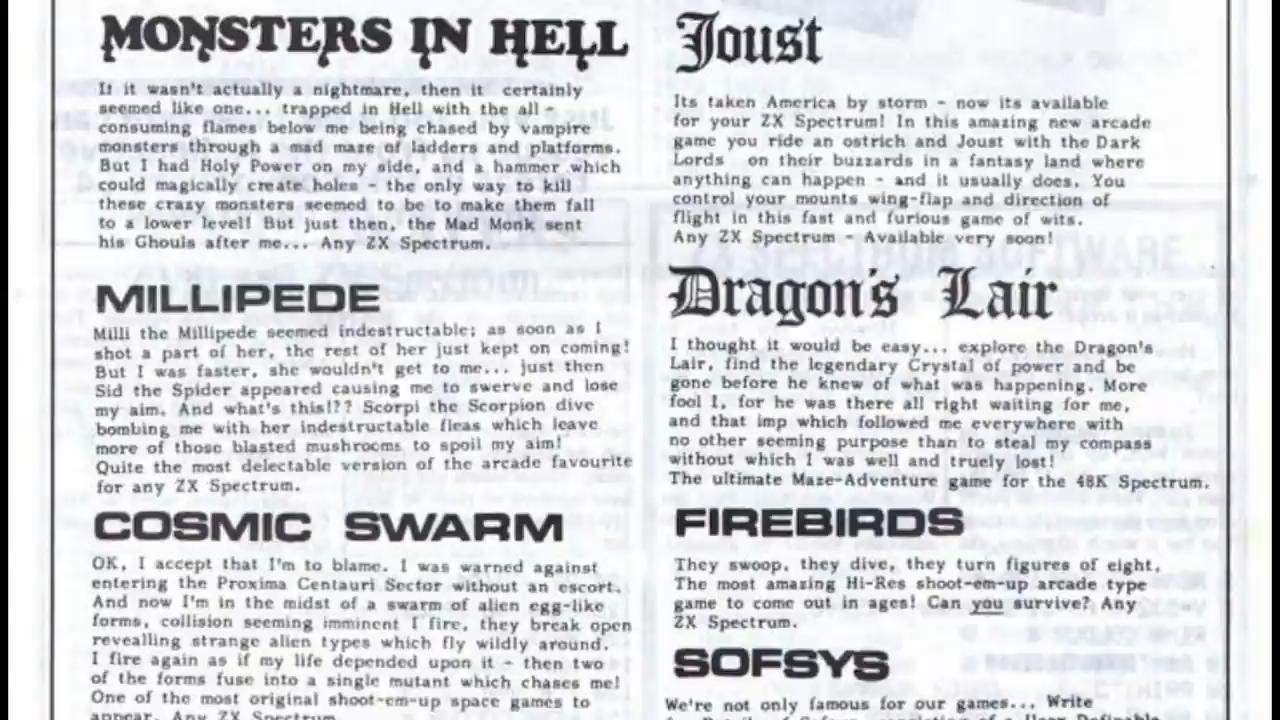 MONSTERS IN HELL
If it wasn't actually a nightmare, then it certainly
seemed like one... trapped in Hell with the all -
consuming flames below me being chased by vampire
monsters through a mad maze of ladders and platforms.
But I had Holy Power on my side, and a hammer which
could magically create holes - the only way to kill
these crazy monsters seemed to be to make them fall
to a lower level! But just then, the Mad Monk sent
his Ghouls after me... Any ZX Spectrum.
MILLIPEDE
Milli the Millipede seemed indestructable; as soon as I
shot a part of her, the rest of her just kept on coming!
But I was faster, she wouldn't get to me... just then
Sid the Spider appeared causing me to swerve and lose
my aim. And what's this!?? Scorpi the Scorpion dive
bombing me with her indestructable fleas which leave
more of those blasted mushrooms to spoil my aim!
Quite the most delectable version of the arcade favourite
for any ZX Spectrum.
COSMIC SWARM
OK, I accept that I'm to blame. I was warned against
entering the Proxima Centauri Sector without an escort.
And now I'm in the midst of a swarm of alien egg-like
forms, collision seeming imminent I fire, they break open
revealling strange alien types which fly wildly around.
I fire again as if my life depended upon it - then two
of the forms fuse into a single mutant which chases me!
One of the most original shoot-em-up space games to
appear. Any ZX Spectrum.
Joust
Its taken America by storm - now its available
for your ZX Spectrum! In this amazing new arcade
game you ride an ostrich and Joust with the Dark
Lords on their buzzards in a fantasy land where
anything can happen - and it usually does. You
control your mounts wing-flap and direction of
flight in this fast and furious game of wits.
Any ZX Spectrum - Available very soon!
Dragon's Lair
I thought it would be easy... explore the Dragon's
Lair, find the legendary Crystal of power and be
gone before he knew of what was happening. More
fool I, for he was there all right waiting for me,
and that imp which followed me everywhere with
no other seeming purpose than to steal my compass
without which I was well and truely lost!
The ultimate Maze-Adventure game for the 48K Spectrum.
FIREBIRDS
They swoop, they dive, they turn figures of eight.
The most amazing Hi-Res shoot-em-up arcade type
game to come out in ages! Can you survive? Any
ZX Spectrum.
SOFSYS
We're not only famous for our games... Write